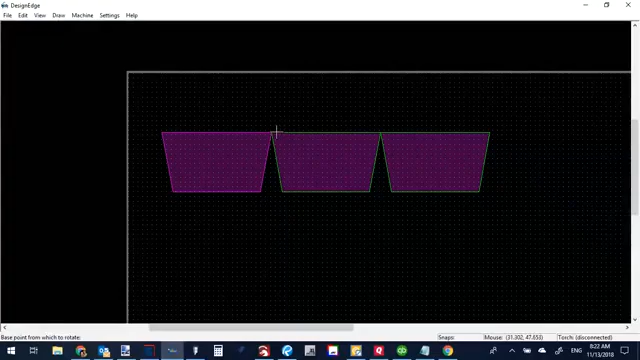 DesignEdge
File Edit View Draw Machine Settings Help
Base point from which to rotate:
Snaps:
Mouse: (31.302, 47.653)
Torch: (disconnected)
ENG
8:22 AM
11/13/2018